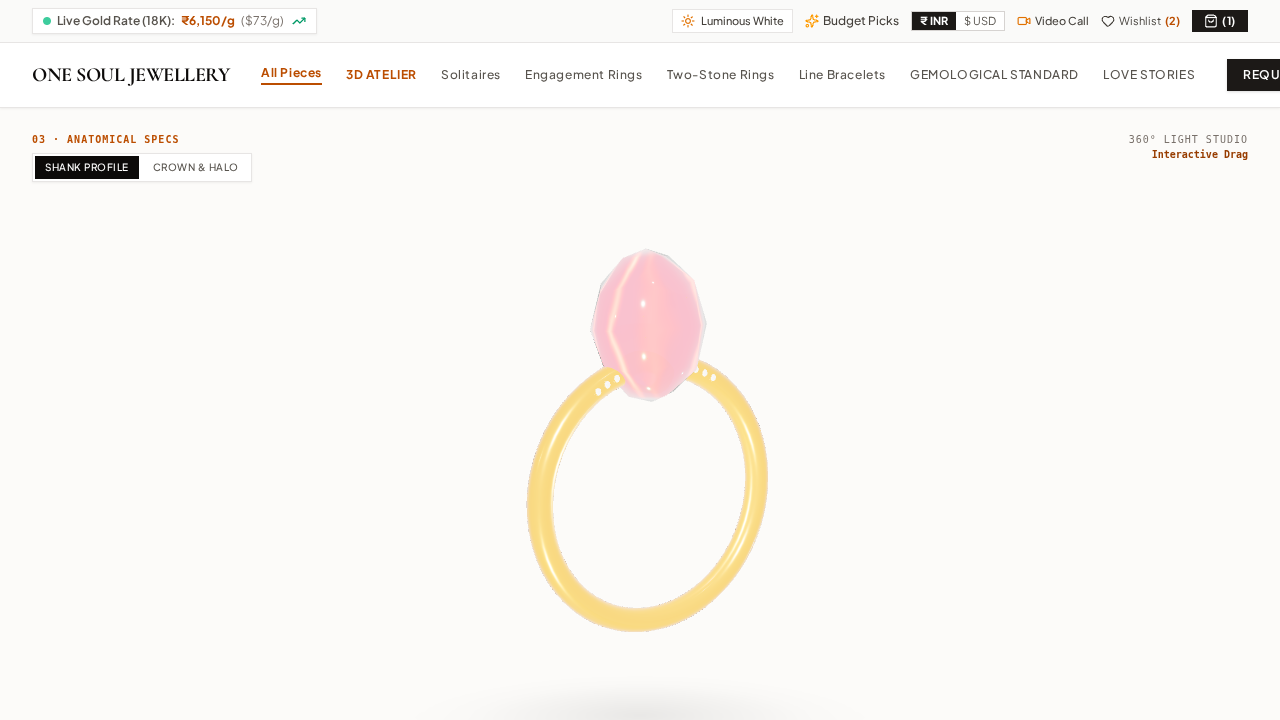 Live Gold Rate (18K): ₹6,150/g ($73/g)
Luminous White
Budget Picks
₹ INR $ USD
Video Call
Wishlist (2)
(1)
ONE SOUL JEWELLERY
All Pieces
3D ATELIER
Solitaires
Engagement Rings
Two-Stone Rings
Line Bracelets
GEMOLOGICAL STANDARD
LOVE STORIES
REQU
03 · ANATOMICAL SPECS
SHANK PROFILE
CROWN & HALO
360° LIGHT STUDIO
Interactive Drag